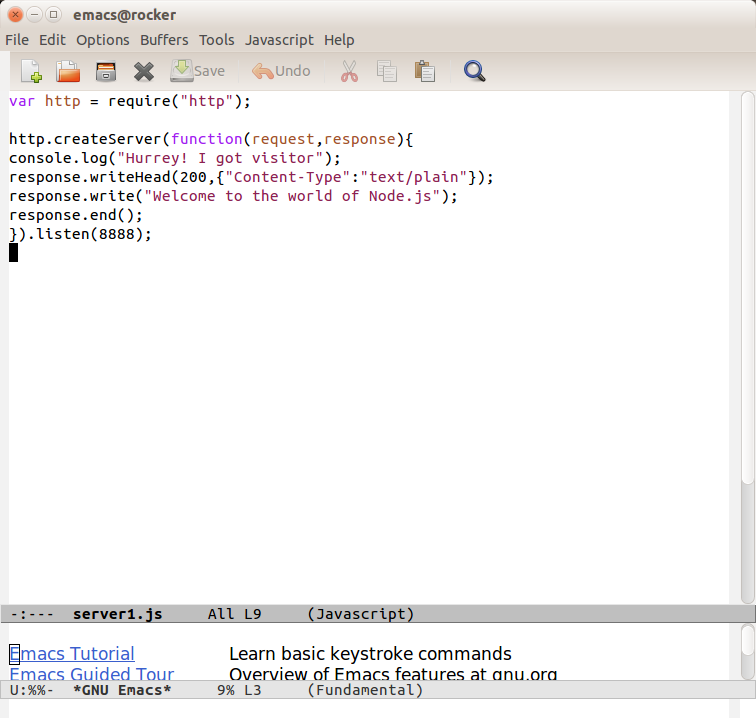 emacs@rocker
File Edit Options Buffers Tools Javascript Help
Save Undo
var http = require("http");
http.createServer(function(request,response){
console.log("Hurrey! I got visitor");
response.writeHead(200,{"Content-Type":"text/plain"});
response.write("Welcome to the world of Node.js");
response.end();
}).listen(8888);
-:--- server1.js All L9 (Javascript)
Emacs Tutorial Learn basic keystroke commands
Emacs Guided Tour Overview of Emacs features at gnu.org
U:%%- *GNU Emacs* 9% L3 (Fundamental)